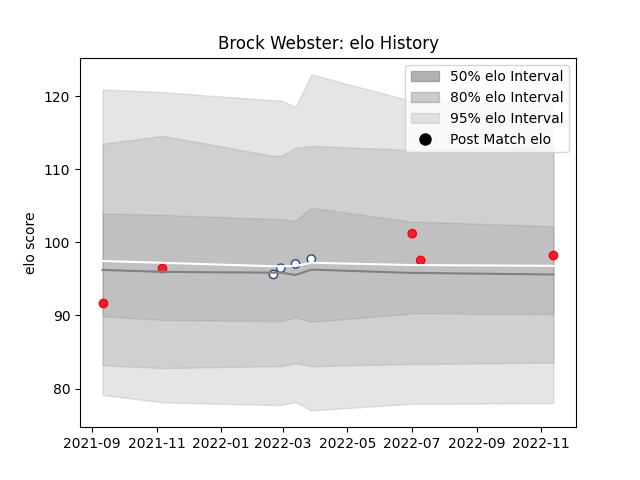 Brock Webster: elo History
50% elo Interval
80% elo Interval
95% elo Interval
Post Match elo
elo score
120
110
100
90
80
2021-09 2021-11 2022-01 2022-03 2022-05 2022-07 2022-09 2022-11